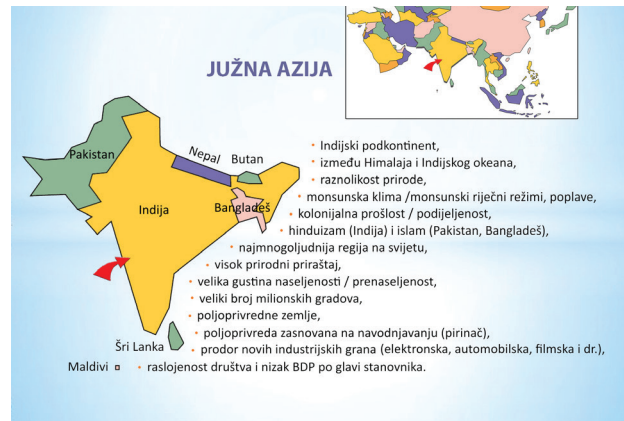 JUŽNA AZIJA
Pakistan
Nepal
Butan
Indija
Bangladeš
Šri Lanka
Maldivi
• Indijski podkontinent,
• između Himalaja i Indijskog okeana,
• raznolikost prirode,
• monsunska klima /monsunski riječni režimi, poplave,
• kolonijalna prošlost / podijeljenost,
• hinduizam (Indija) i islam (Pakistan, Bangladeš),
• najmnogoljudnija regija na svijetu,
• visok prirodni priraštaj,
• velika gustina naseljenosti / prenaseljenost,
• veliki broj milionskih gradova,
• poljoprivredne zemlje,
• poljoprivreda zasnovana na navodnjavanju (pirinač),
• prodor novih industrijskih grana (elektronska, automobilska, filmska i dr.),
• raslojenost društva i nizak BDP po glavi stanovnika.